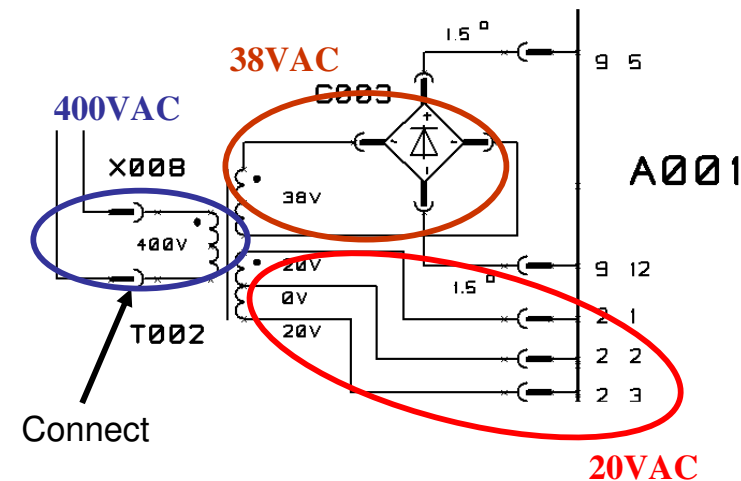 1.5 □
9 5
38VAC
G003
400VAC
+
- -
-
X008
A001
38V
400V
20V
9 12
1.5 □
0V
2 1
T002
20V
2 2
2 3
Connect
20VAC